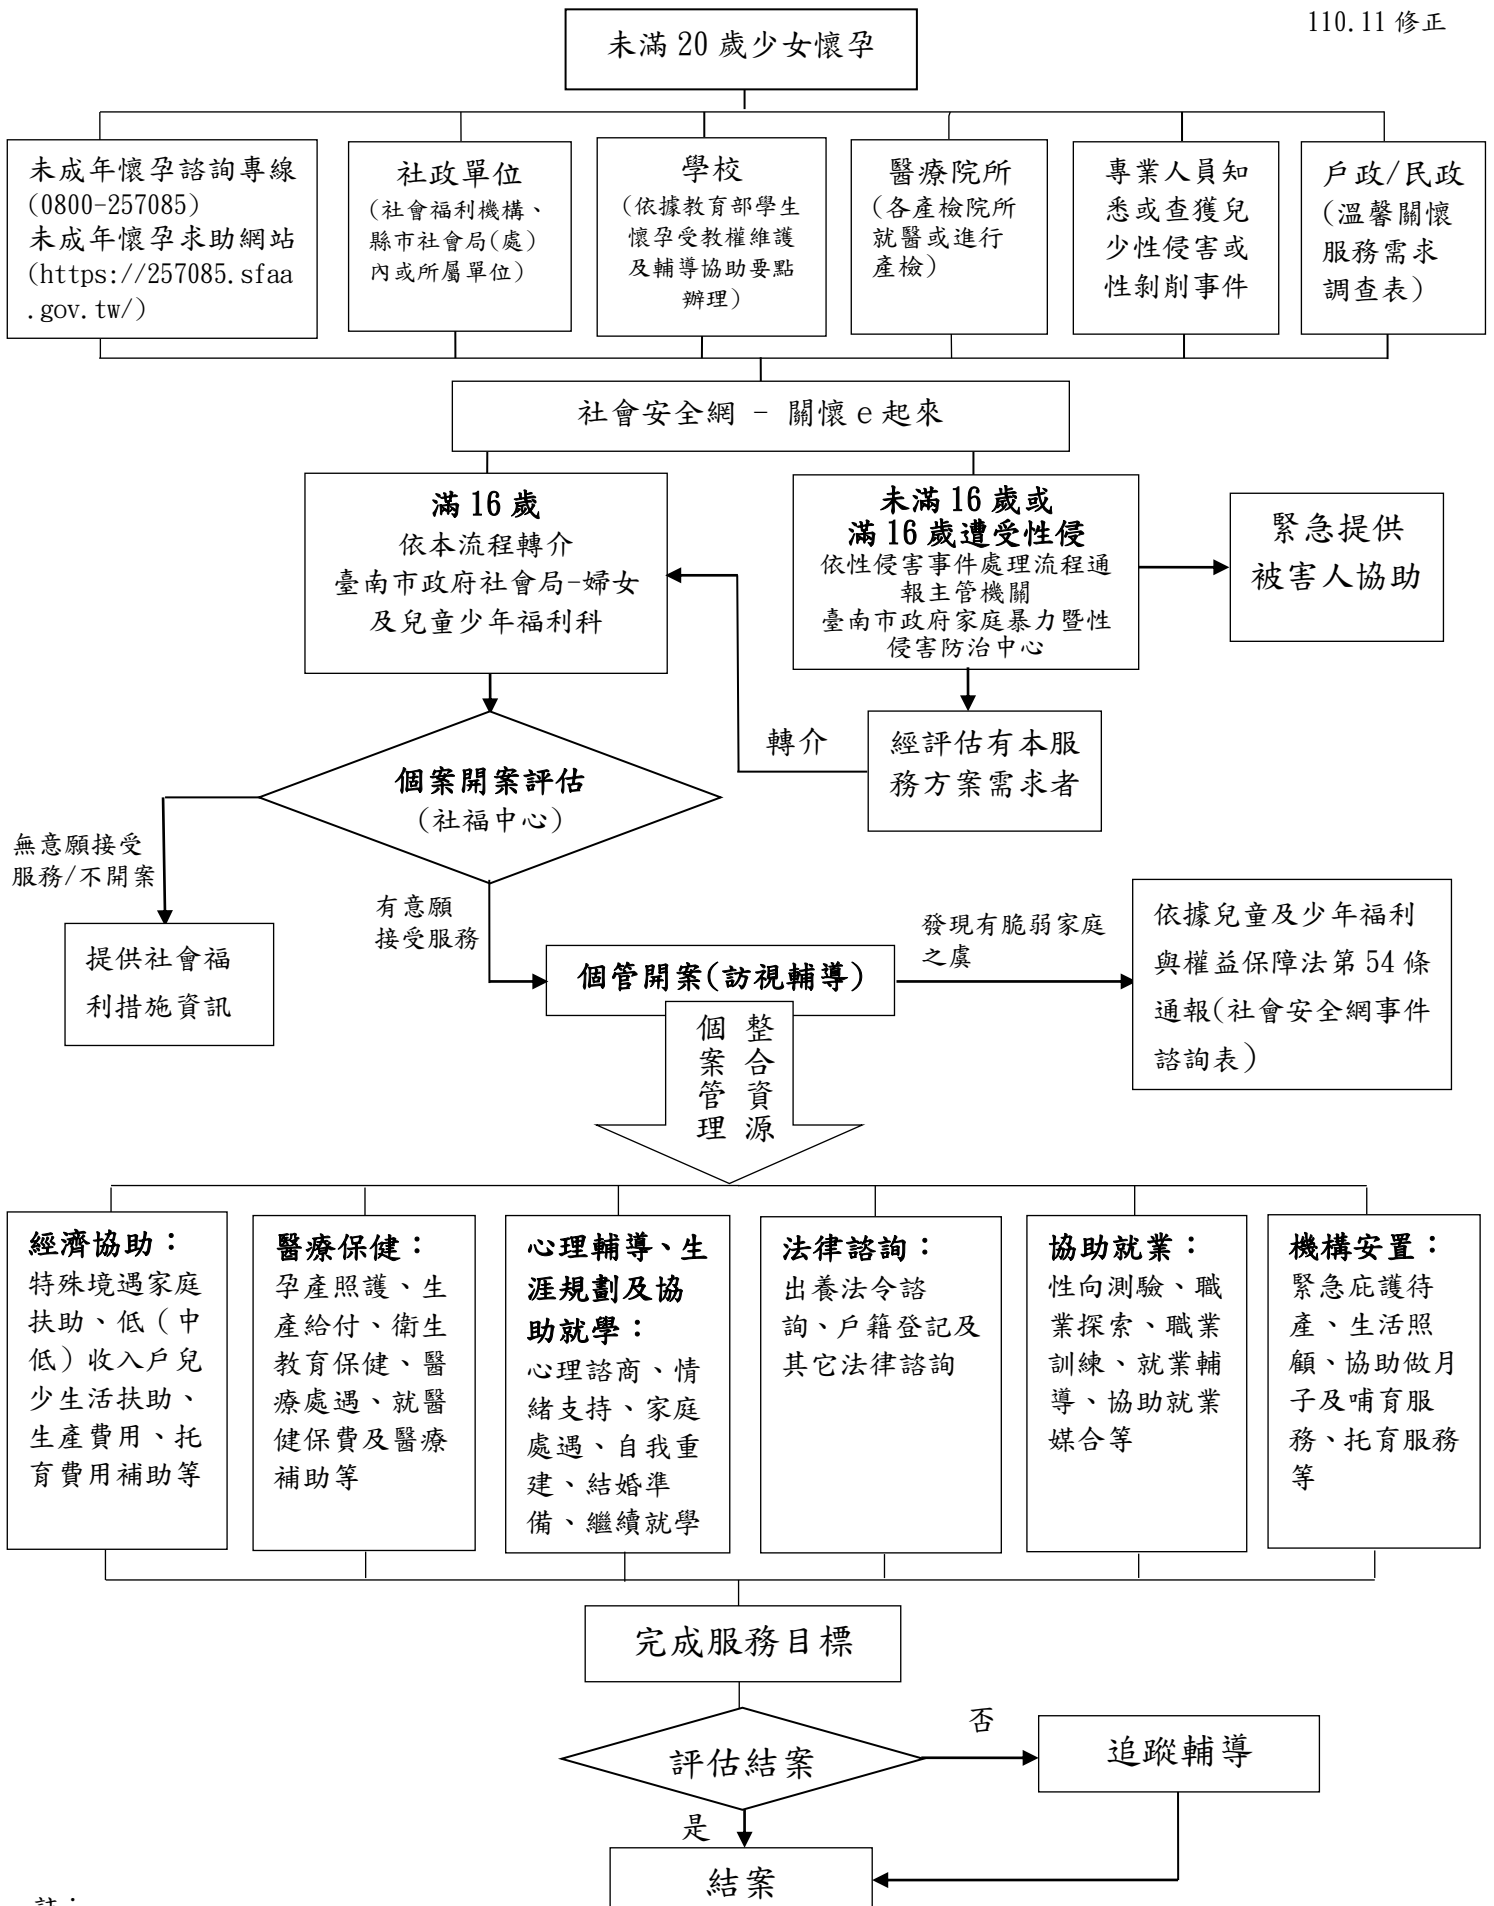 110.11 修正
未滿 20 歲少女懷孕
未成年懷孕諮詢專線
(0800-257085)
未成年懷孕求助網站
(https://257085.sfaa
.gov.tw/)
社政單位
(社會福利機構、
縣市社會局(處)
內或所屬單位)
學校
(依據教育部學生
懷孕受教權維護
及輔導協助要點
辦理)
醫療院所
(各產檢院所
就醫或進行
產檢)
專業人員知
悉或查獲兒
少性侵害或
性剝削事件
戶政/民政
(溫馨關懷
服務需求
調查表)
社會安全網 - 關懷 e 起來
滿 16 歲
依本流程轉介
臺南市政府社會局-婦女
及兒童少年福利科
未滿 16 歲或
滿 16 歲遭受性侵
依性侵害事件處理流程通
報主管機關
臺南市政府家庭暴力暨性
侵害防治中心
緊急提供
被害人協助
轉介
經評估有本服
務方案需求者
個案開案評估
(社福中心)
無意願接受
服務/不開案
提供社會福
利措施資訊
有意願
接受服務
個管開案(訪視輔導)
發現有脆弱家庭
之虞
依據兒童及少年福利
與權益保障法第 54 條
通報(社會安全網事件
諮詢表)
整合資源
個案管理
經濟協助：
特殊境遇家庭
扶助、低（中
低）收入戶兒
少生活扶助、
生產費用、托
育費用補助等
醫療保健：
孕產照護、生
產給付、衛生
教育保健、醫
療處遇、就醫
健保費及醫療
補助等
心理輔導、生
涯規劃及協
助就學：
心理諮商、情
緒支持、家庭
處遇、自我重
建、結婚準
備、繼續就學
法律諮詢：
出養法令諮
詢、戶籍登記及
其它法律諮詢
協助就業：
性向測驗、職
業探索、職業
訓練、就業輔
導、協助就業
媒合等
機構安置：
緊急庇護待
產、生活照
顧、協助做月
子及哺育服
務、托育服務
等
完成服務目標
評估結案
否
追蹤輔導
是
結案
註：